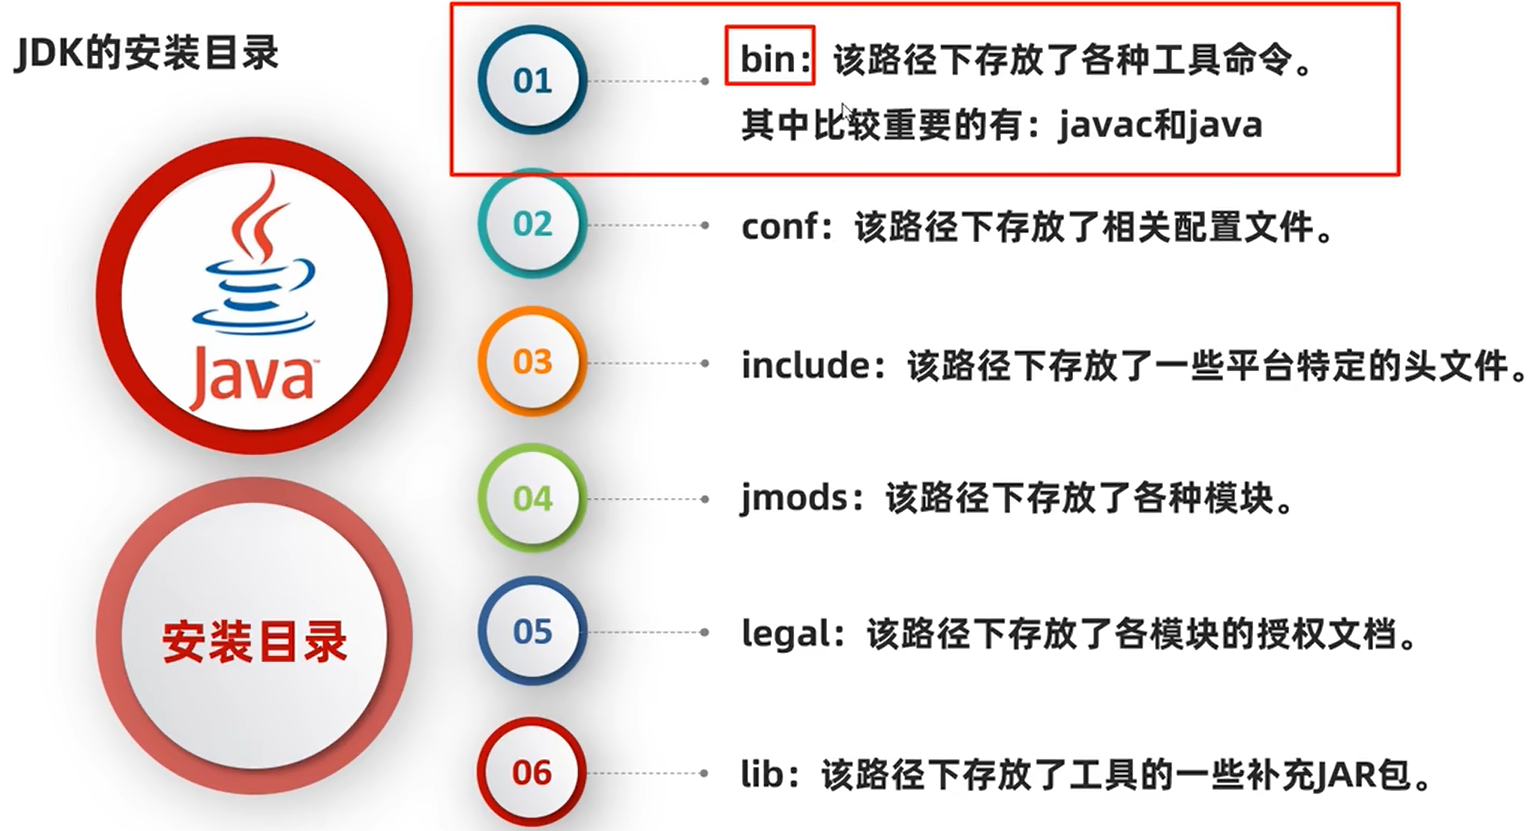 JDK的安装目录
Java™
安装目录
01
bin：该路径下存放了各种工具命令。
其中比较重要的有：javac和java
02
conf：该路径下存放了相关配置文件。
03
include：该路径下存放了一些平台特定的头文件。
04
jmods：该路径下存放了各种模块。
05
legal：该路径下存放了各模块的授权文档。
06
lib：该路径下存放了工具的一些补充JAR包。